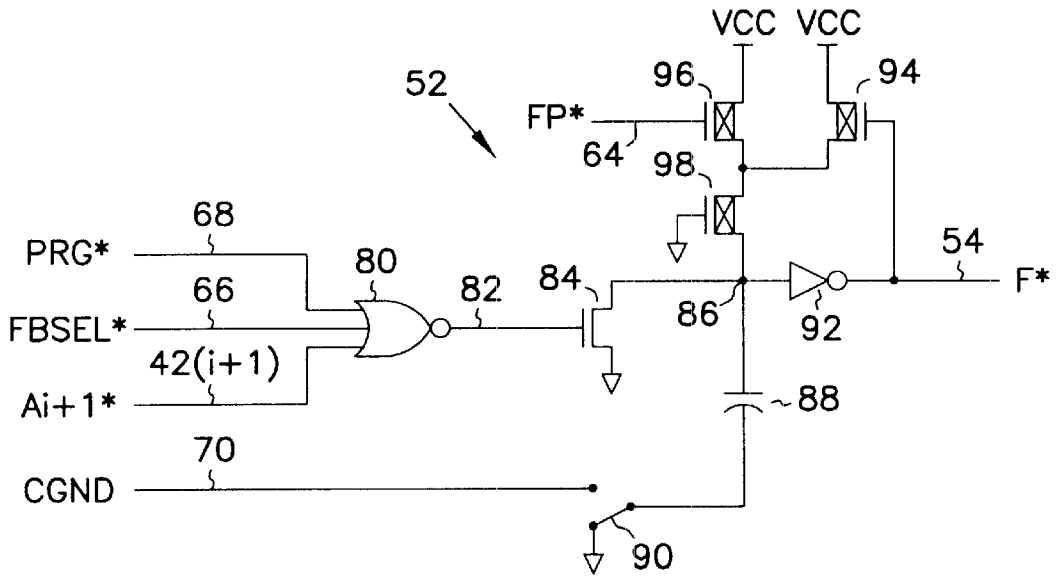 VCC VCC
96 94
52
FP*
64
98
68
PRG*
80
66
82
84
54
FBSEL*
86
92
F*
42(i+1)
Ai+1*
88
70
CGND
90